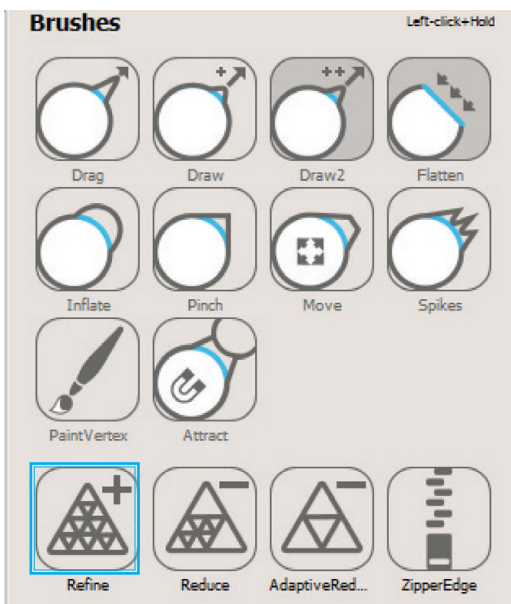 Brushes Left-click+Hold
Drag Draw Draw2 Flatten
Inflate Pinch Move Spikes
PaintVertex Attract
Refine Reduce AdaptiveRed... ZipperEdge